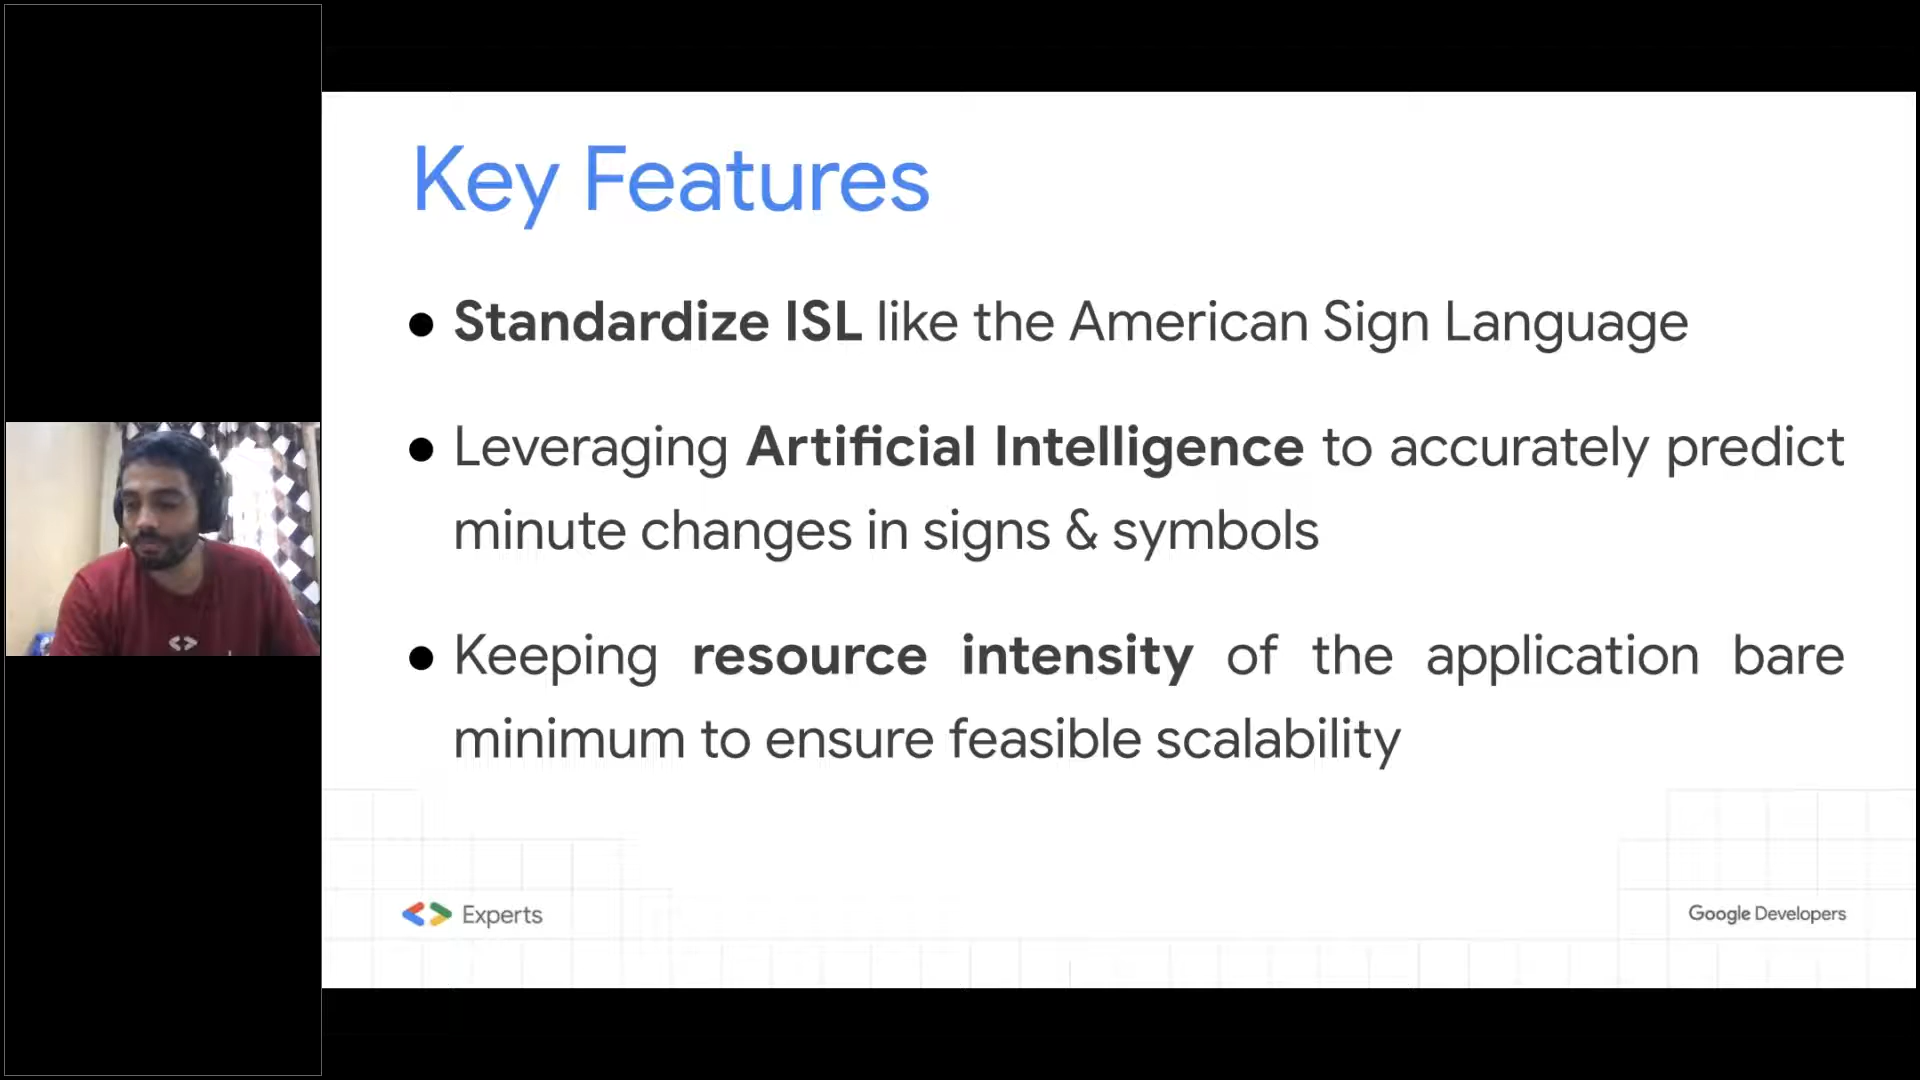 Key Features
● Standardize ISL like the American Sign Language
● Leveraging Artificial Intelligence to accurately predict
minute changes in signs & symbols
● Keeping resource intensity of the application bare
minimum to ensure feasible scalability
<> Experts
Google Developers